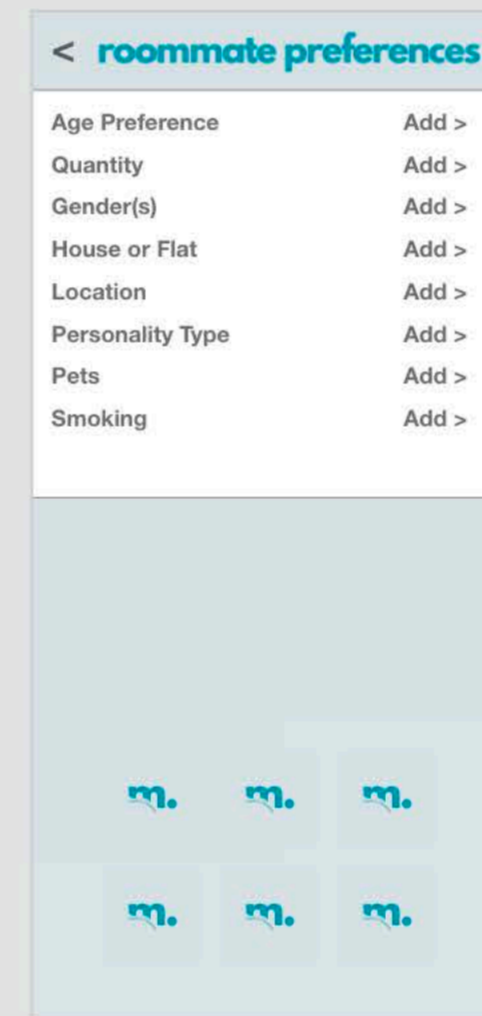 < roommate preferences
Age Preference Add >
Quantity Add >
Gender(s) Add >
House or Flat Add >
Location Add >
Personality Type Add >
Pets Add >
Smoking Add >
m. m. m.
m. m. m.